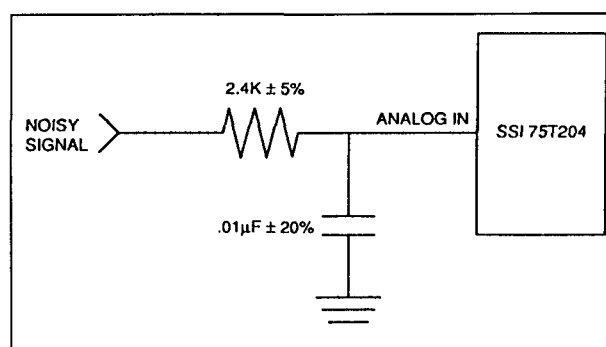 2.4K ± 5%
NOISY
SIGNAL
ANALOG IN
SSI 75T204
.01µF ± 20%